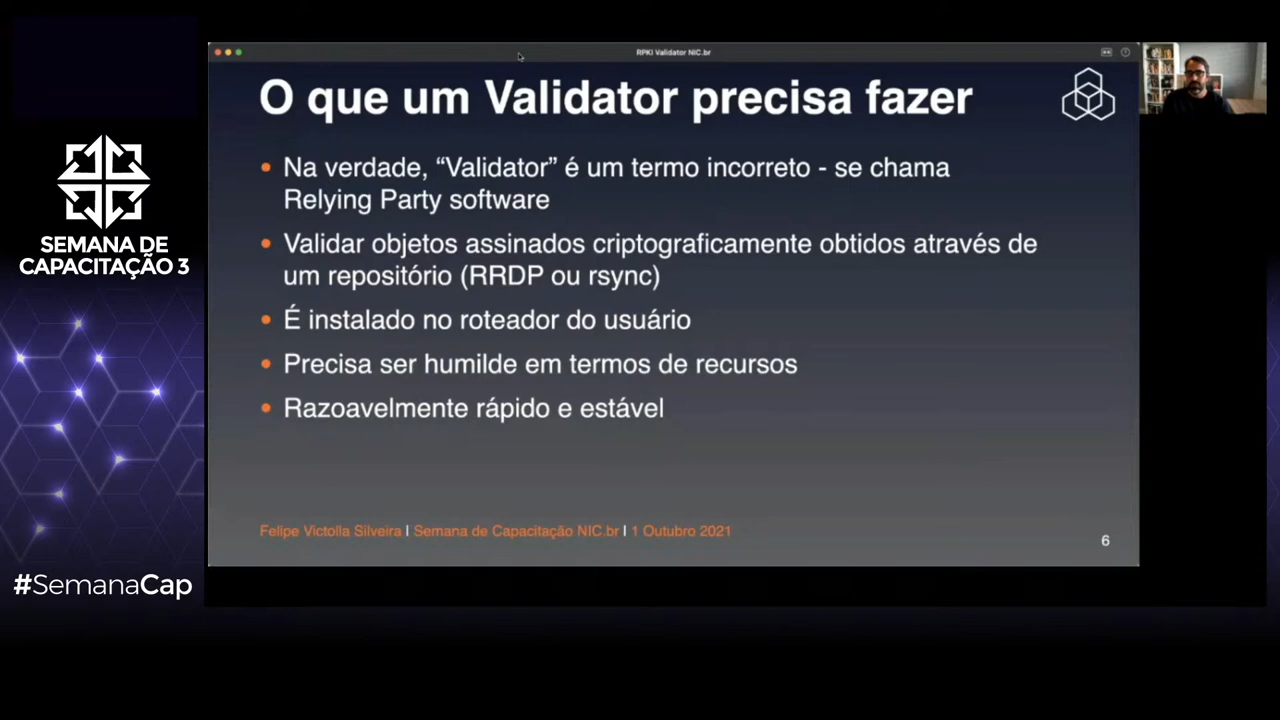 RPKI Validator NIC.br
O que um Validator precisa fazer
• Na verdade, “Validator” é um termo incorreto - se chama
Relying Party software
• Validar objetos assinados criptograficamente obtidos através de
um repositório (RRDP ou rsync)
• É instalado no roteador do usuário
• Precisa ser humilde em termos de recursos
• Razoavelmente rápido e estável
Felipe Victolla Silveira | Semana de Capacitação NIC.br | 1 Outubro 2021
6
SEMANA DE
CAPACITAÇÃO 3
#SemanaCap